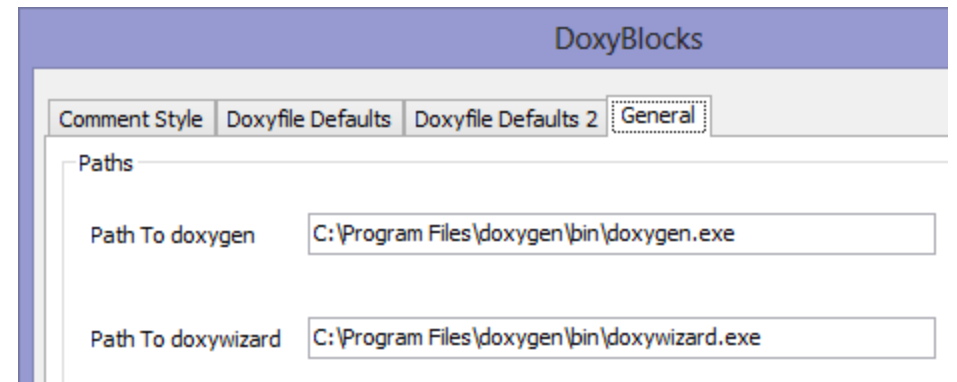 DoxyBlocks
Comment Style Doxyfile Defaults Doxyfile Defaults 2 General
Paths
Path To doxygen C:\Program Files\doxygen\bin\doxygen.exe
Path To doxywizard C:\Program Files\doxygen\bin\doxywizard.exe